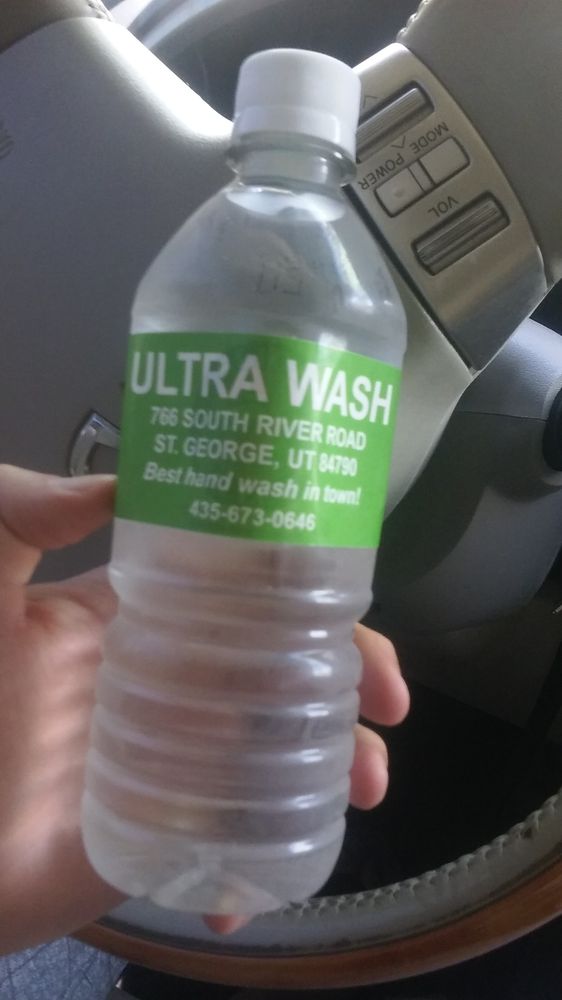 ULTRA WASH
766 SOUTH RIVER ROAD
ST. GEORGE, UT 84790
Best hand wash in town!
435-673-0646
MODE
POWER
VOL